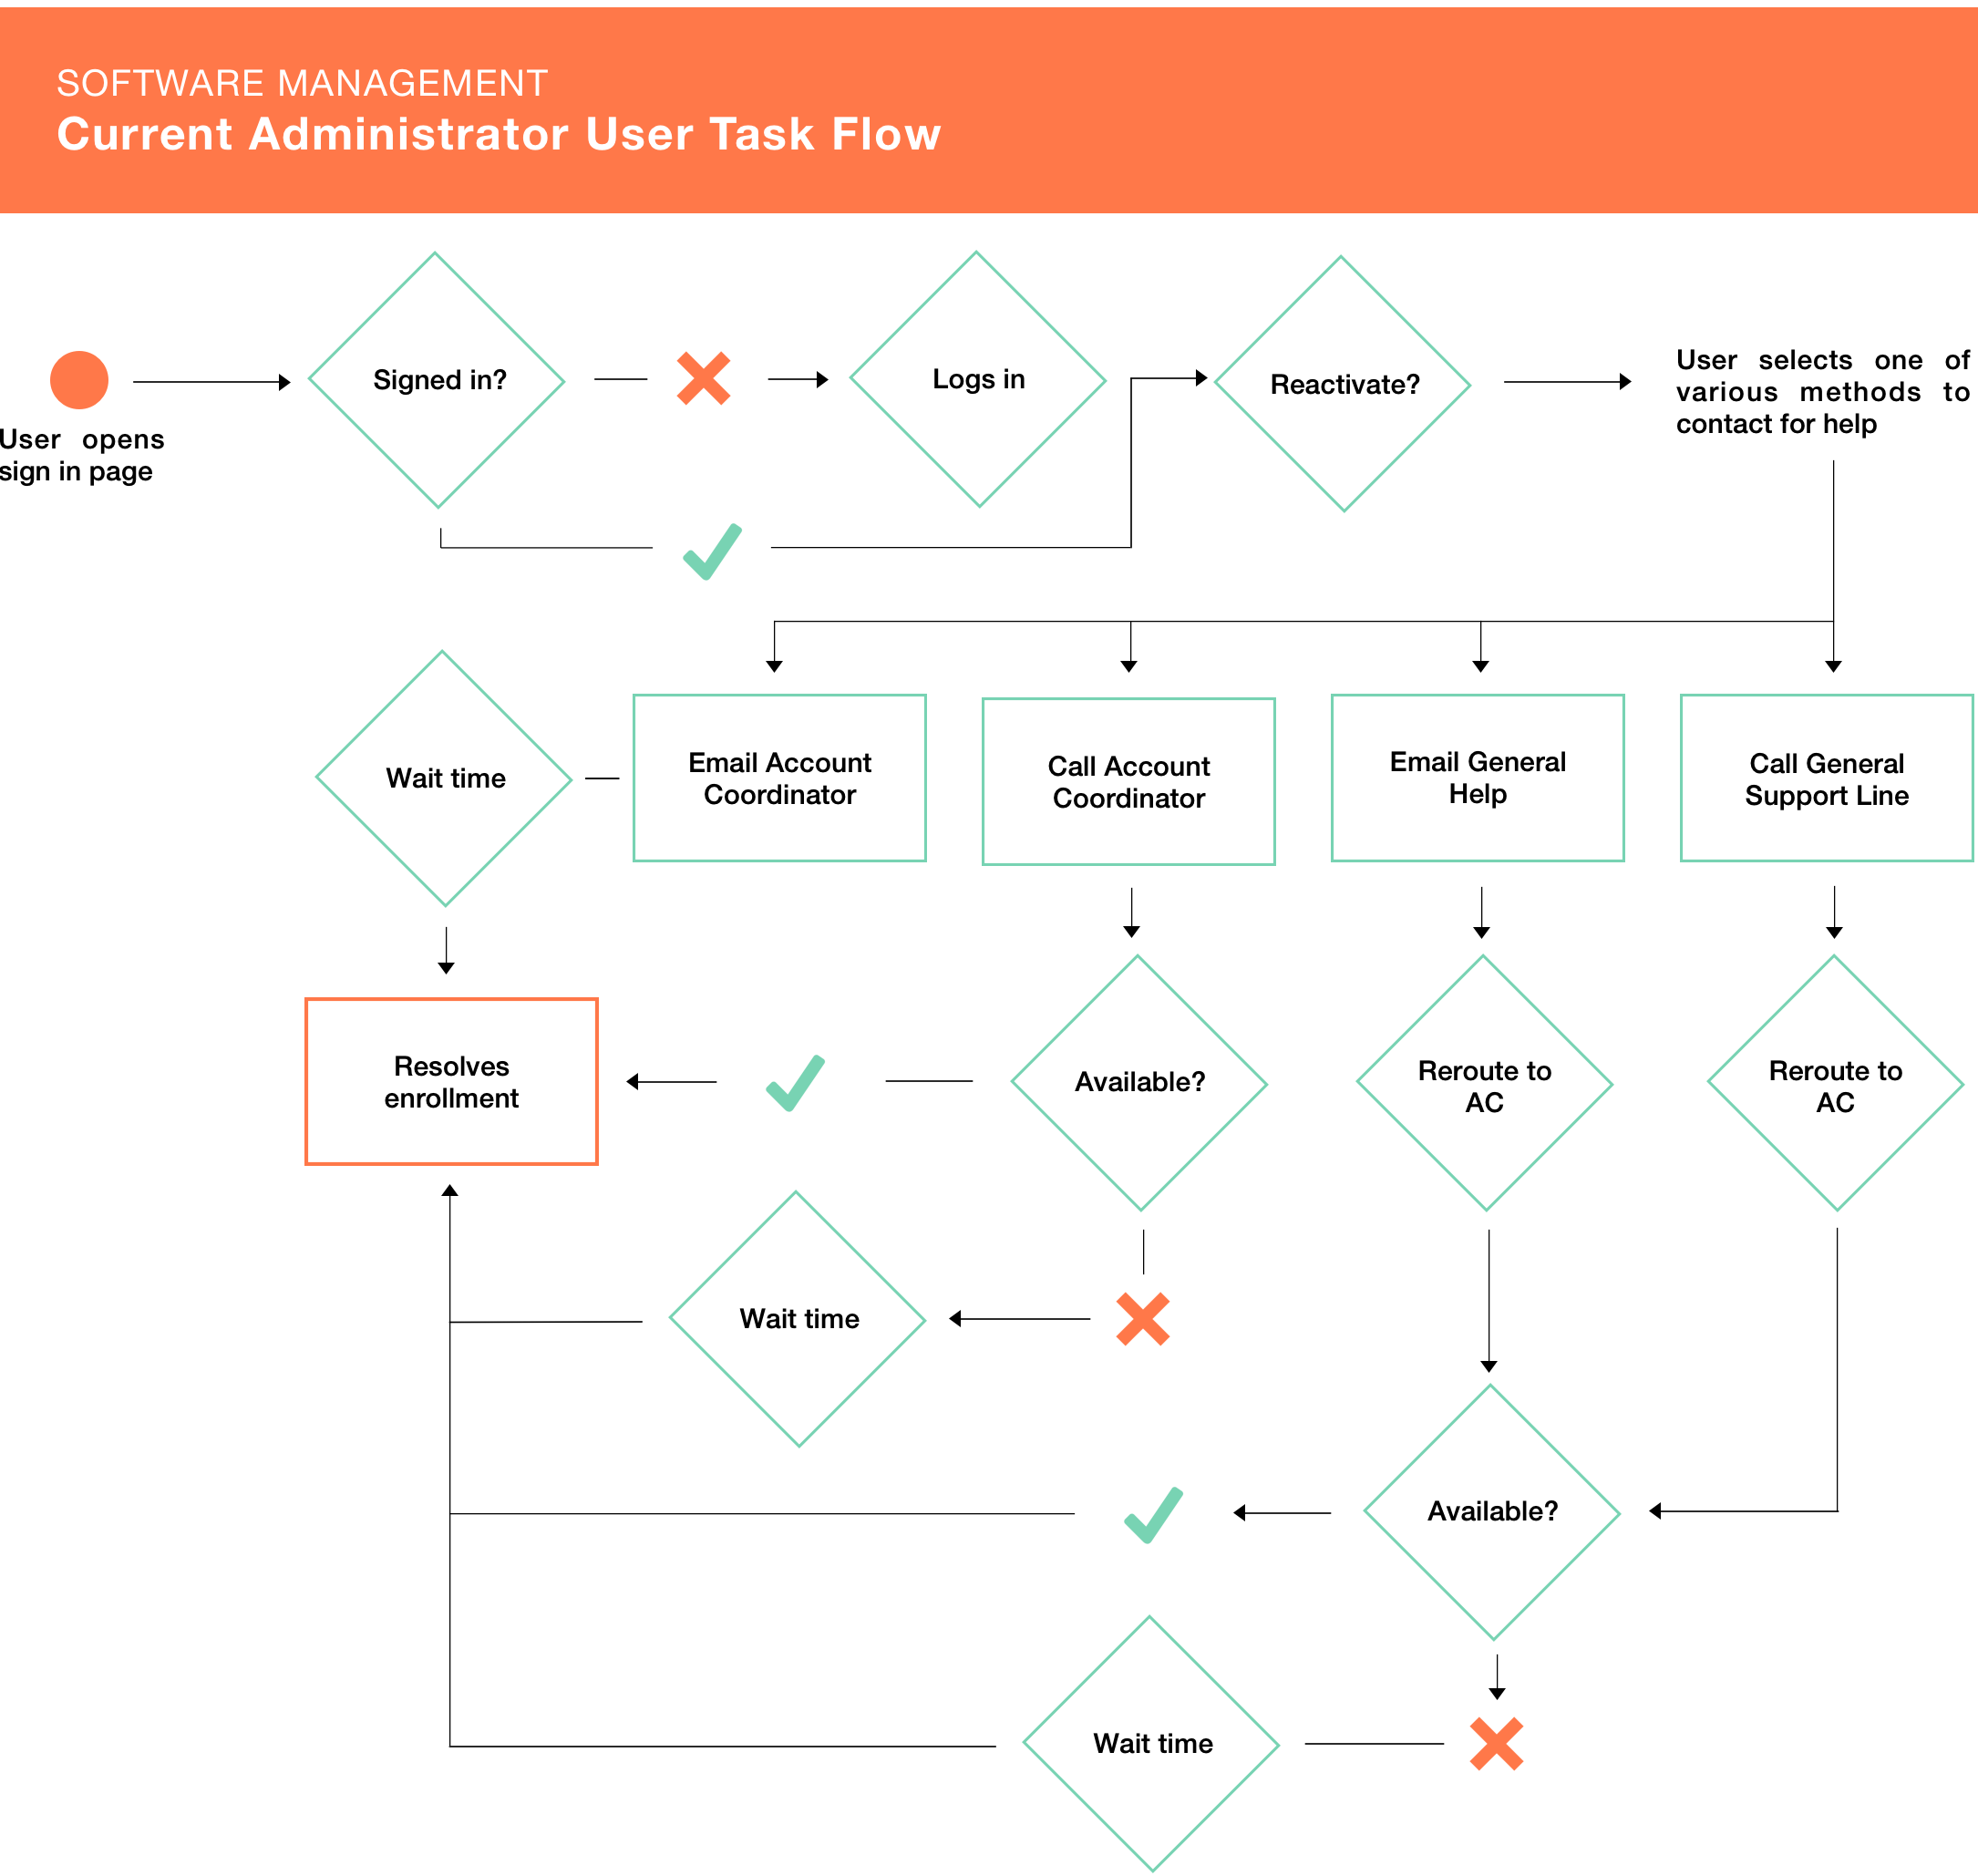 SOFTWARE MANAGEMENT
Current Administrator User Task Flow
Signed in?
Logs in
Reactivate?
User selects one of
various methods to
contact for help
User opens
sign in page
Wait time
Email Account
Coordinator
Call Account
Coordinator
Email General
Help
Call General
Support Line
Resolves
enrollment
Available?
Reroute to
AC
Reroute to
AC
Wait time
Available?
Wait time